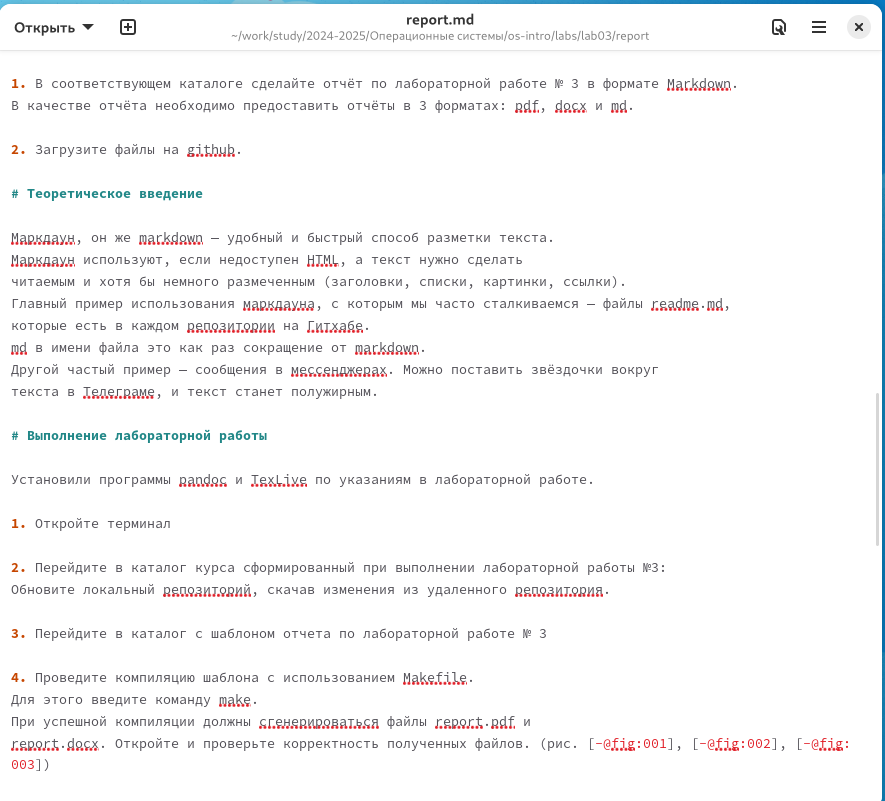 Открыть
report.md
~/work/study/2024-2025/Операционные системы/os-intro/labs/lab03/report
1. В соответствующем каталоге сделайте отчёт по лабораторной работе № 3 в формате Markdown.
В качестве отчёта необходимо предоставить отчёты в 3 форматах: pdf, docx и md.
2. Загрузите файлы на github.
# Теоретическое введение
Маркдаун, он же markdown — удобный и быстрый способ разметки текста.
Маркдаун используют, если недоступен HTML, а текст нужно сделать
читаемым и хотя бы немного размеченным (заголовки, списки, картинки, ссылки).
Главный пример использования маркдауна, с которым мы часто сталкиваемся — файлы readme.md,
которые есть в каждом репозитории на Гитхабе.
md в имени файла это как раз сокращение от markdown.
Другой частый пример — сообщения в мессенджерах. Можно поставить звёздочки вокруг
текста в Телеграме, и текст станет полужирным.
# Выполнение лабораторной работы
Установили программы pandoc и TexLive по указаниям в лабораторной работе.
1. Откройте терминал
2. Перейдите в каталог курса сформированный при выполнении лабораторной работы №3:
Обновите локальный репозиторий, скачав изменения из удаленного репозитория.
3. Перейдите в каталог с шаблоном отчета по лабораторной работе № 3
4. Проведите компиляцию шаблона с использованием Makefile.
Для этого введите команду make.
При успешной компиляции должны сгенерироваться файлы report.pdf и
report.docx. Откройте и проверьте корректность полученных файлов. (рис. [-@fig:001], [-@fig:002], [-@fig:
003])